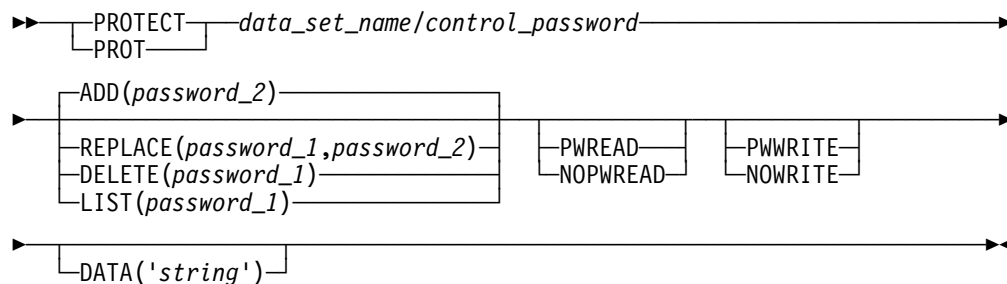 PROTECT data_set_name/control_password
PROT
ADD(password_2)
REPLACE(password_1,password_2) PWREAD PWWRITE
DELETE(password_1) NOPWREAD NOWRITE
LIST(password_1)
DATA('string')